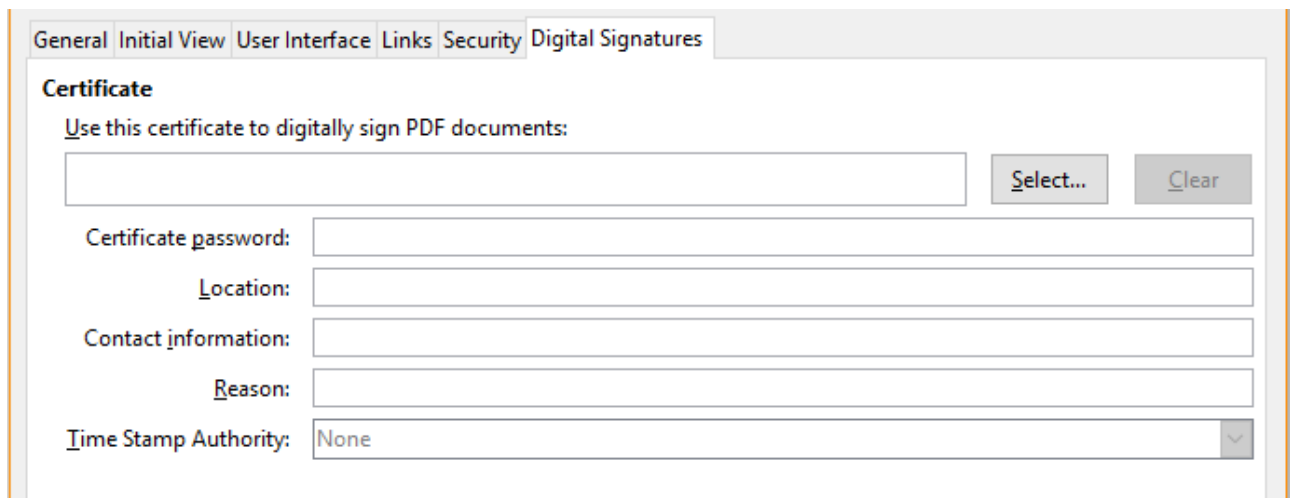 General Initial View User Interface Links Security Digital Signatures
Certificate
Use this certificate to digitally sign PDF documents:
Select... Clear
Certificate password:
Location:
Contact information:
Reason:
Time Stamp Authority: None